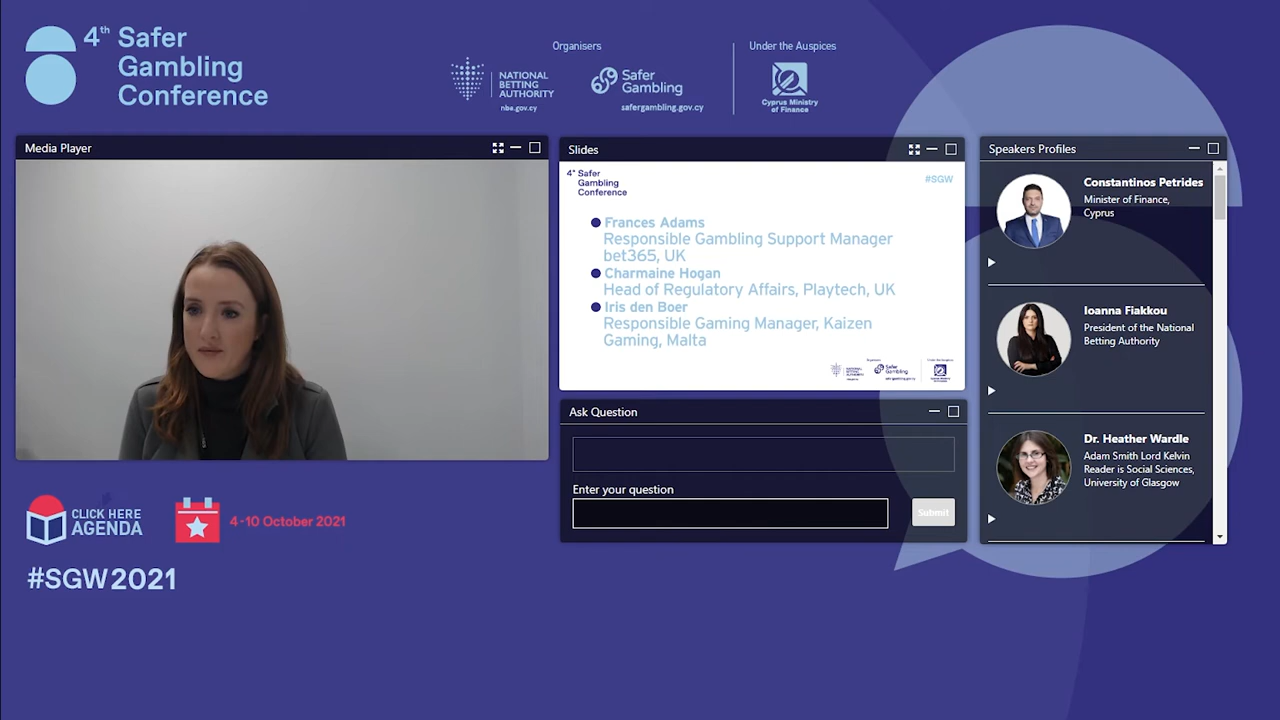 4th Safer
Gambling
Conference
Organisers
NATIONAL
BETTING
AUTHORITY
nba.gov.cy
Safer
Gambling
safergambling.gov.cy
Under the Auspices
Cyprus Ministry
of Finance
Media Player
Slides
4th Safer
Gambling
Conference
#SGW
Frances Adams
Responsible Gambling Support Manager
bet365, UK
Charmaine Hogan
Head of Regulatory Affairs, Playtech, UK
Iris den Boer
Responsible Gaming Manager, Kaizen
Gaming, Malta
Safer
Gambling
Ask Question
Enter your question
Submit
Speakers Profiles
Constantinos Petrides
Minister of Finance,
Cyprus
Ioanna Fiakkou
President of the National
Betting Authority
Dr. Heather Wardle
Adam Smith Lord Kelvin
Reader is Social Sciences,
University of Glasgow
CLICK HERE
AGENDA
4-10 October 2021
#SGW2021